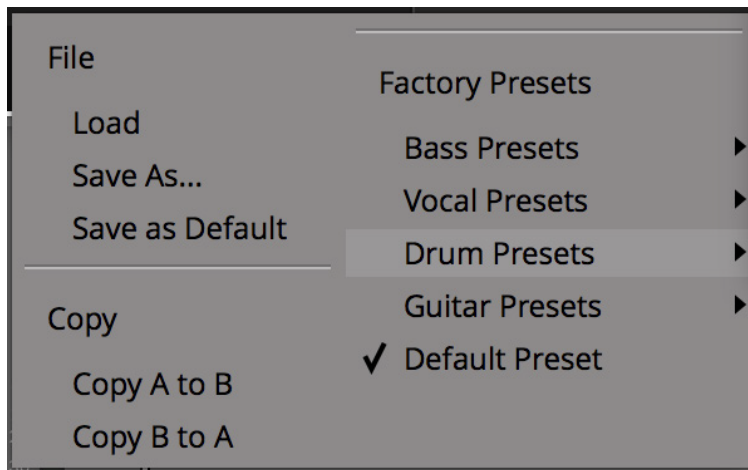 File
Load
Save As...
Save as Default
Copy
Copy A to B
Copy B to A
Factory Presets
Bass Presets
Vocal Presets
Drum Presets
Guitar Presets
Default Preset